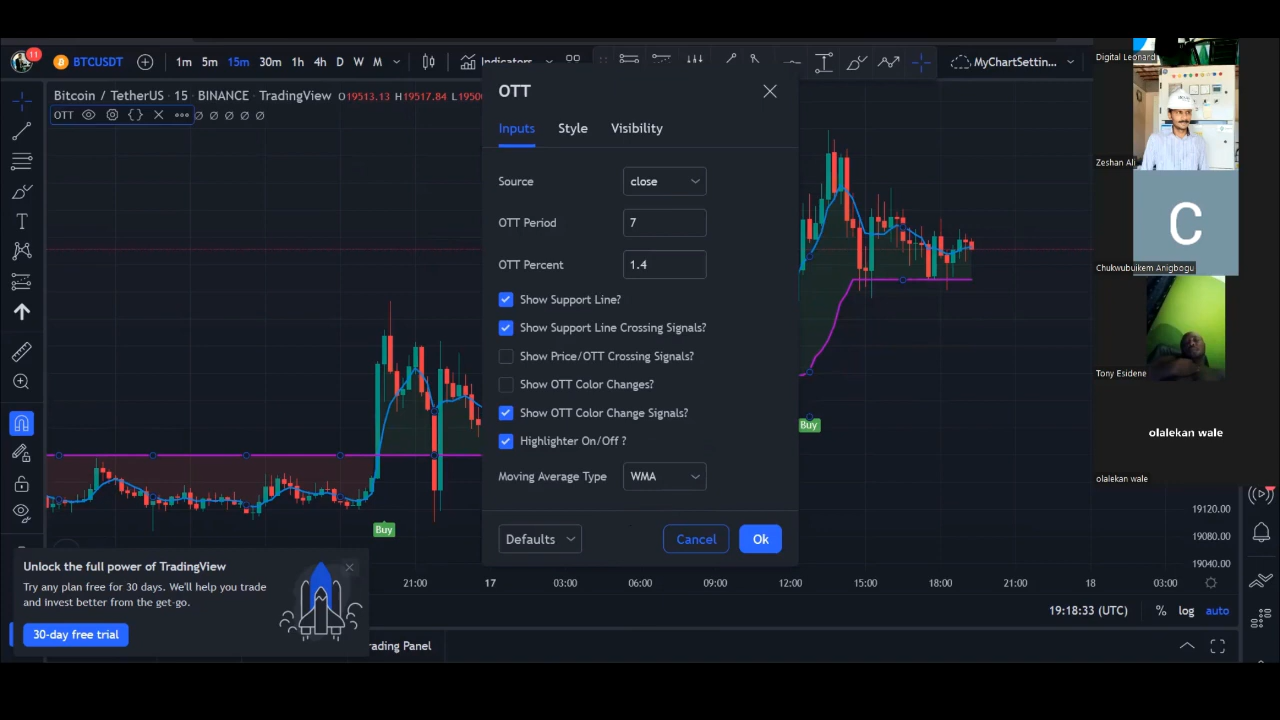 11
BTCUSDT
1m 5m 15m 30m 1h 4h D W M
Indicators
MyChartSettin...
Bitcoin / TetherUS · 15 · BINANCE · TradingView O19513.13 H19517.84 L1950
OTT
OTT
Inputs Style Visibility
Source close
OTT Period 7
OTT Percent 1.4
Show Support Line?
Show Support Line Crossing Signals?
Show Price/OTT Crossing Signals?
Show OTT Color Changes?
Show OTT Color Change Signals?
Highlighter On/Off ?
Moving Average Type WMA
Defaults Cancel Ok
Buy
Buy
Unlock the full power of TradingView
Try any plan free for 30 days. We'll help you trade
and invest better from the get-go.
30-day free trial
21:00 17 03:00 06:00 09:00 12:00 15:00 18:00 21:00 18 03:00
19:18:33 (UTC) % log auto
rading Panel
19120.00
19080.00
19040.00
Digital Leonard
Zeshan Ali
C
Chukwubuikem Anigbogu
Tony Esidene
olalekan wale
olalekan wale